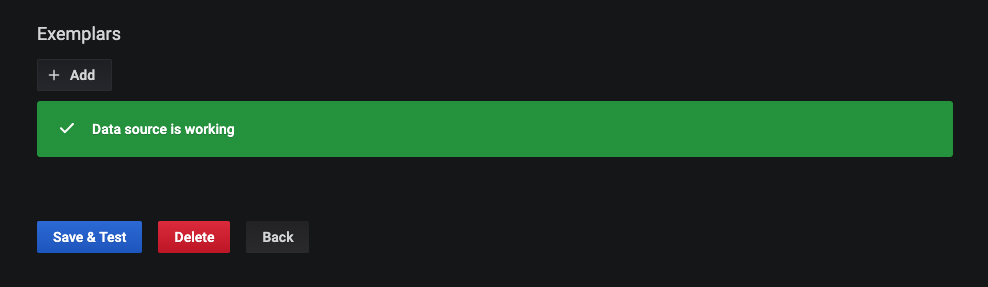 Exemplars
+ Add
Data source is working
Save & Test Delete Back